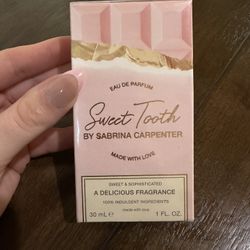 EAU DE PARFUM
Sweet Tooth
BY SABRINA CARPENTER
MADE WITH LOVE
SWEET & SOPHISTICATED
A DELICIOUS FRAGRANCE
100% INDULGENT INGREDIENTS
made with love
30 mL ℮ 1 FL. OZ.